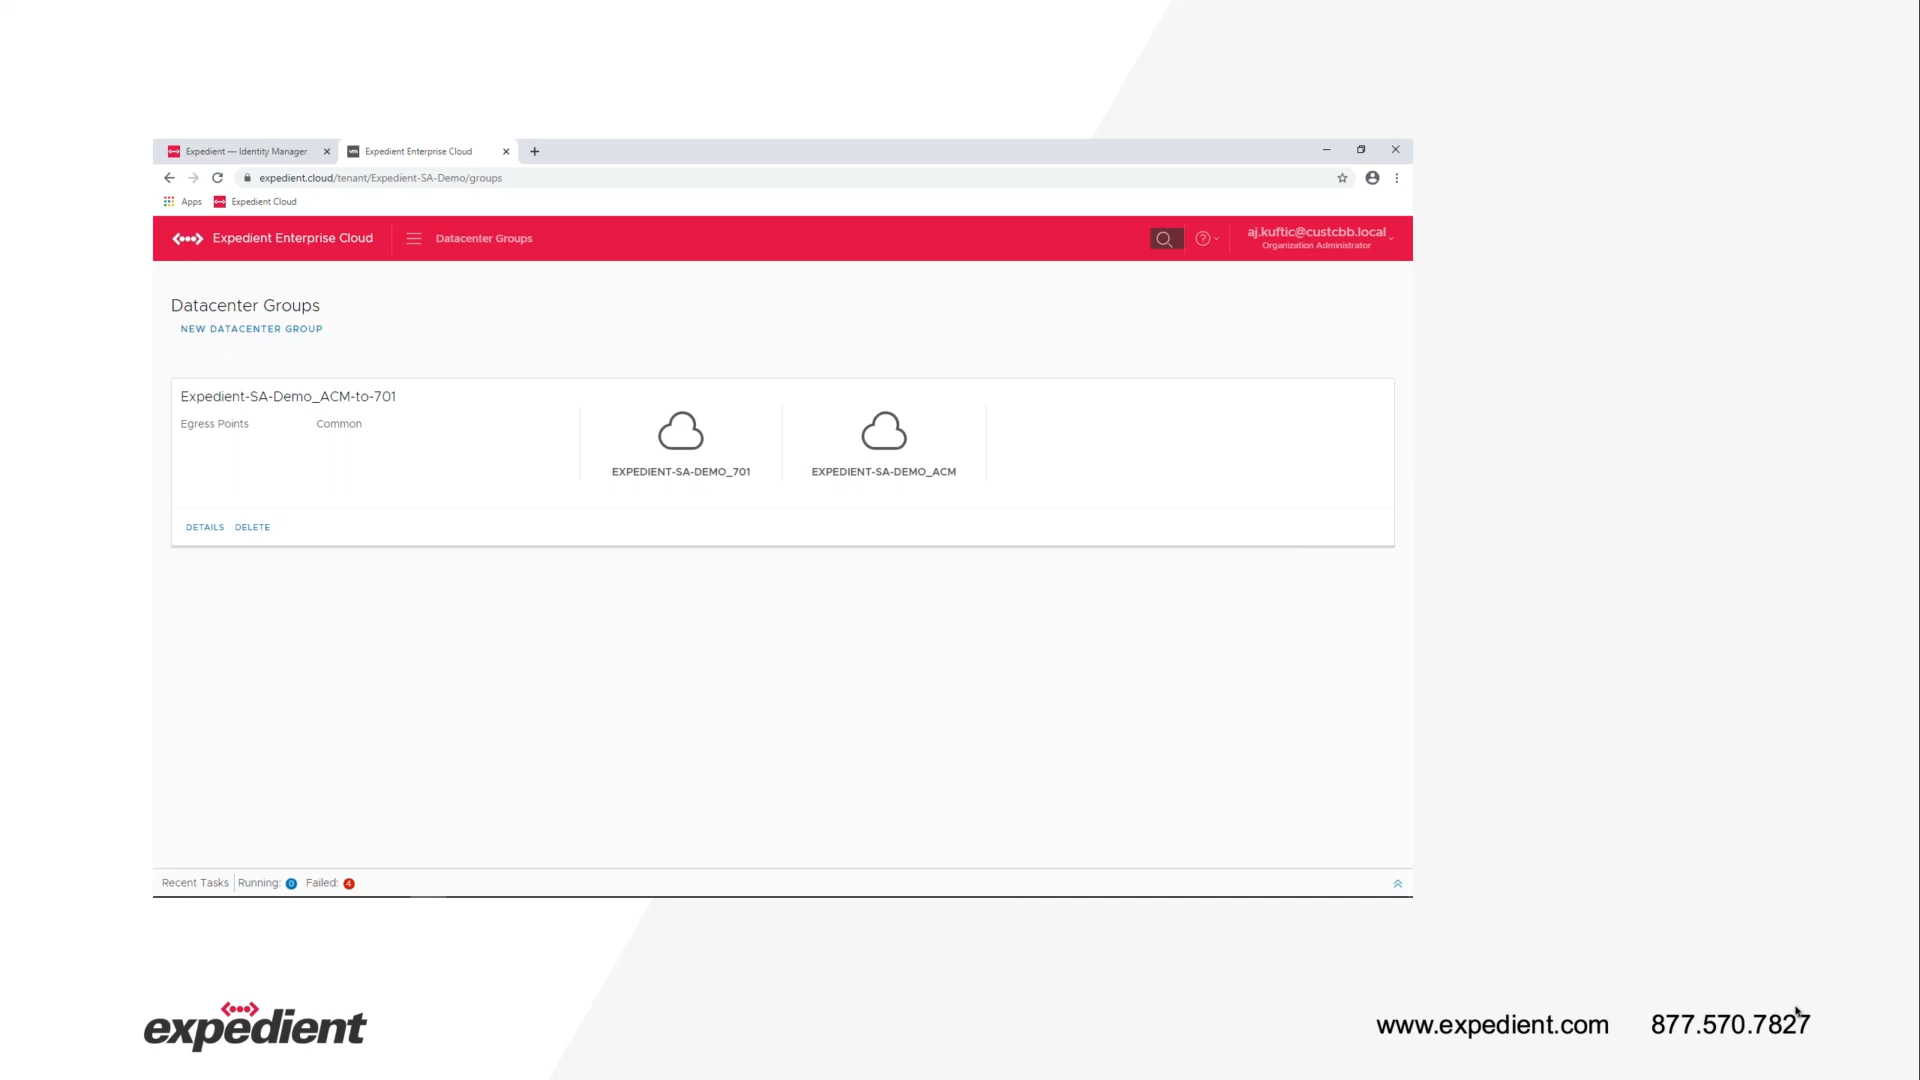 Expedient — Identity Manager
Expedient Enterprise Cloud
expedient.cloud/tenant/Expedient-SA-Demo/groups
Apps
Expedient Cloud
Expedient Enterprise Cloud
Datacenter Groups
aj.kuftic@custcbb.local
Organization Administrator
Datacenter Groups
NEW DATACENTER GROUP
Expedient-SA-Demo_ACM-to-701
Egress Points Common
EXPEDIENT-SA-DEMO_701
EXPEDIENT-SA-DEMO_ACM
DETAILS DELETE
Recent Tasks Running: 0 Failed: 4
expedient
www.expedient.com 877.570.7827